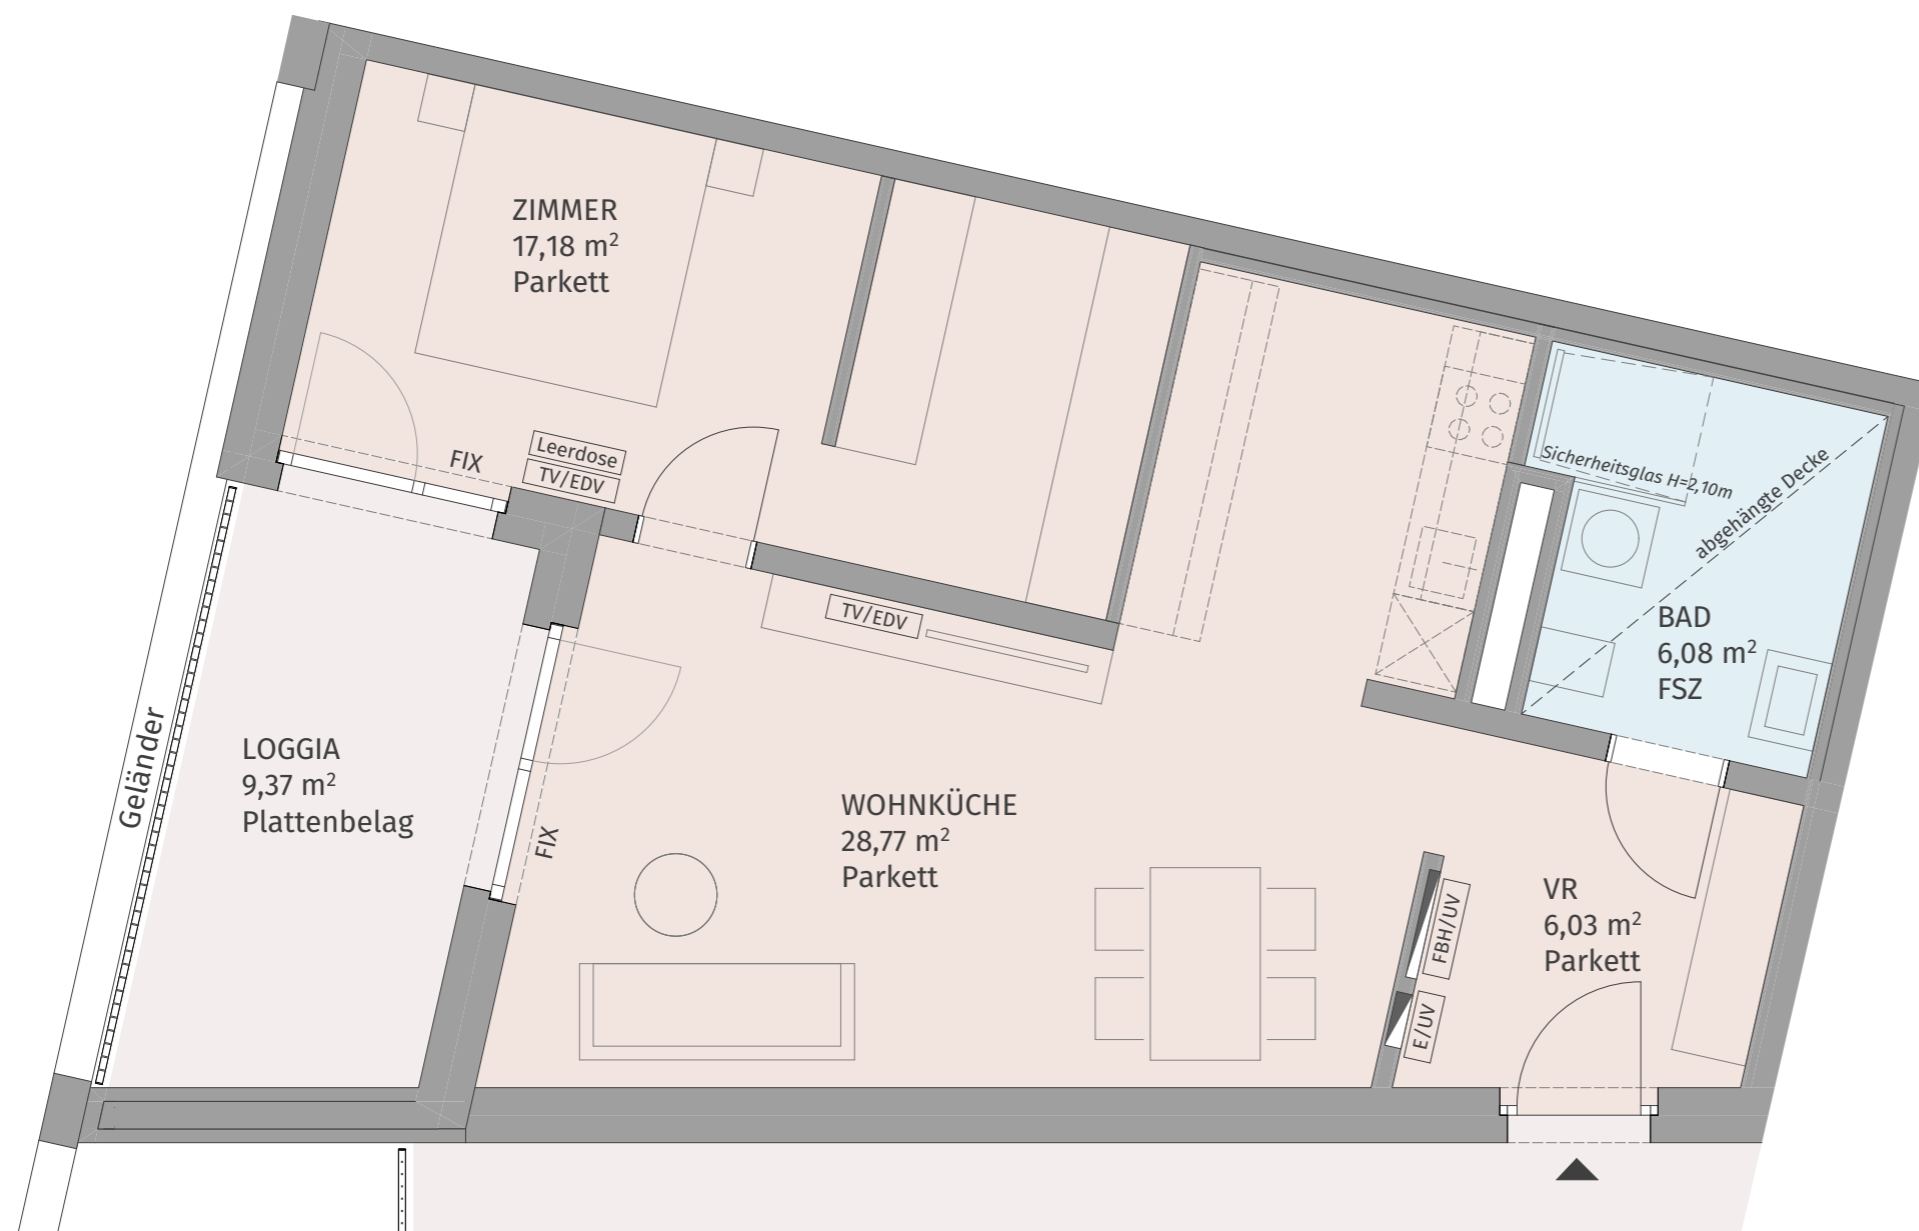 ZIMMER
17,18 m²
Parkett
FIX
Leerdose
TV/EDV
TV/EDV
Sicherheitsglas H=2,10m
abgehängte Decke
BAD
6,08 m²
FSZ
Geländer
LOGGIA
9,37 m²
Plattenbelag
FIX
WOHNKÜCHE
28,77 m²
Parkett
FBH/UV
E/UV
VR
6,03 m²
Parkett